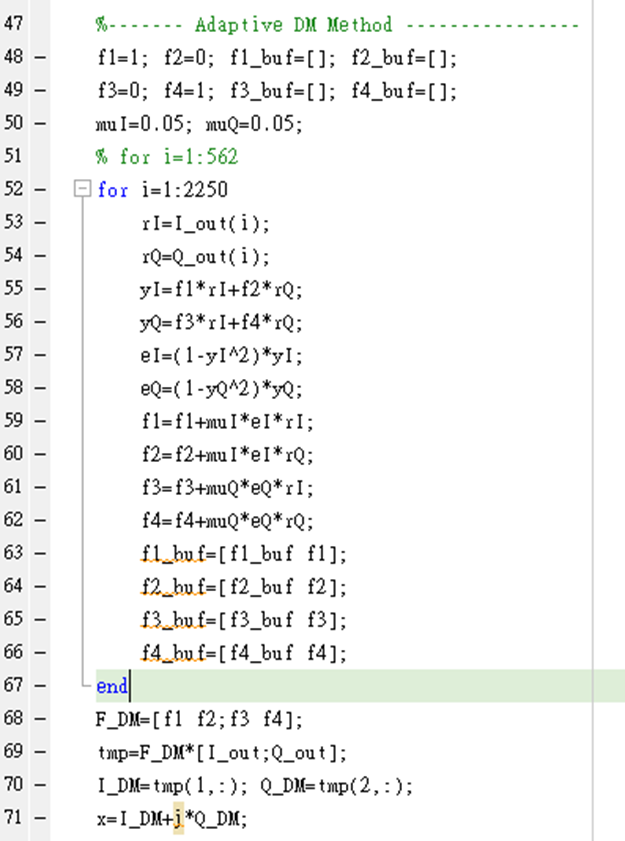 47 %------- Adaptive DM Method ----------------
48 – f1=1; f2=0; f1_buf=[]; f2_buf=[];
49 – f3=0; f4=1; f3_buf=[]; f4_buf=[];
50 – muI=0.05; muQ=0.05;
51 % for i=1:562
52 – for i=1:2250
53 – rI=I_out(i);
54 – rQ=Q_out(i);
55 – yI=f1*rI+f2*rQ;
56 – yQ=f3*rI+f4*rQ;
57 – eI=(1-yI^2)*yI;
58 – eQ=(1-yQ^2)*yQ;
59 – f1=f1+muI*eI*rI;
60 – f2=f2+muI*eI*rQ;
61 – f3=f3+muQ*eQ*rI;
62 – f4=f4+muQ*eQ*rQ;
63 – f1_buf=[f1_buf f1];
64 – f2_buf=[f2_buf f2];
65 – f3_buf=[f3_buf f3];
66 – f4_buf=[f4_buf f4];
67 – end
68 – F_DM=[f1 f2;f3 f4];
69 – tmp=F_DM*[I_out;Q_out];
70 – I_DM=tmp(1,:); Q_DM=tmp(2,:);
71 – x=I_DM+j*Q_DM;